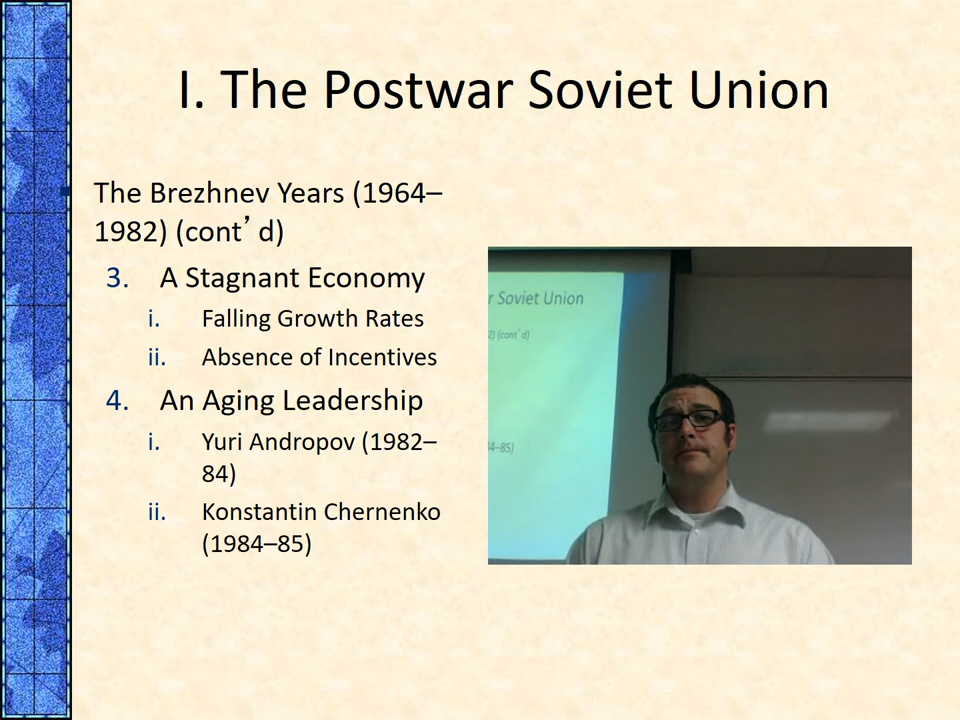 I. The Postwar Soviet Union
The Brezhnev Years (1964–
1982) (cont’d)
3. A Stagnant Economy
i. Falling Growth Rates
ii. Absence of Incentives
4. An Aging Leadership
i. Yuri Andropov (1982–
84)
ii. Konstantin Chernenko
(1984–85)
r Soviet Union
2) (cont’d)
4–85)